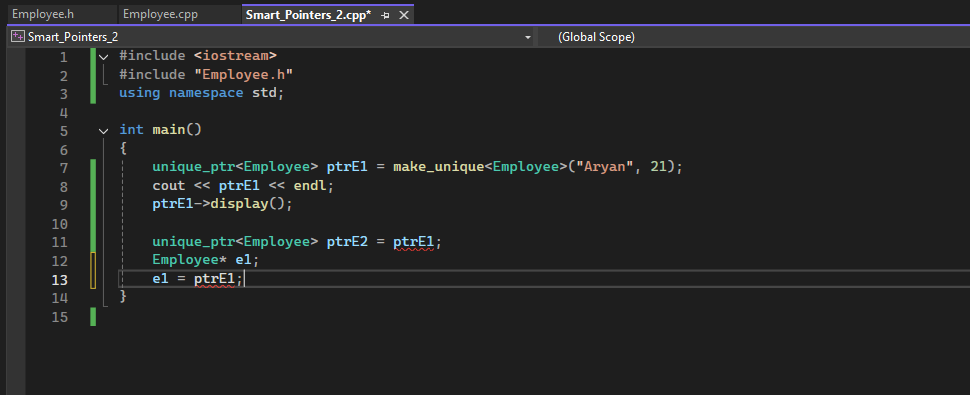 Employee.h Employee.cpp Smart_Pointers_2.cpp*
Smart_Pointers_2 (Global Scope)
1 #include <iostream>
2 #include "Employee.h"
3 using namespace std;
4
5 int main()
6 {
7 unique_ptr<Employee> ptrE1 = make_unique<Employee>("Aryan", 21);
8 cout << ptrE1 << endl;
9 ptrE1->display();
10
11 unique_ptr<Employee> ptrE2 = ptrE1;
12 Employee* e1;
13 e1 = ptrE1;
14 }
15